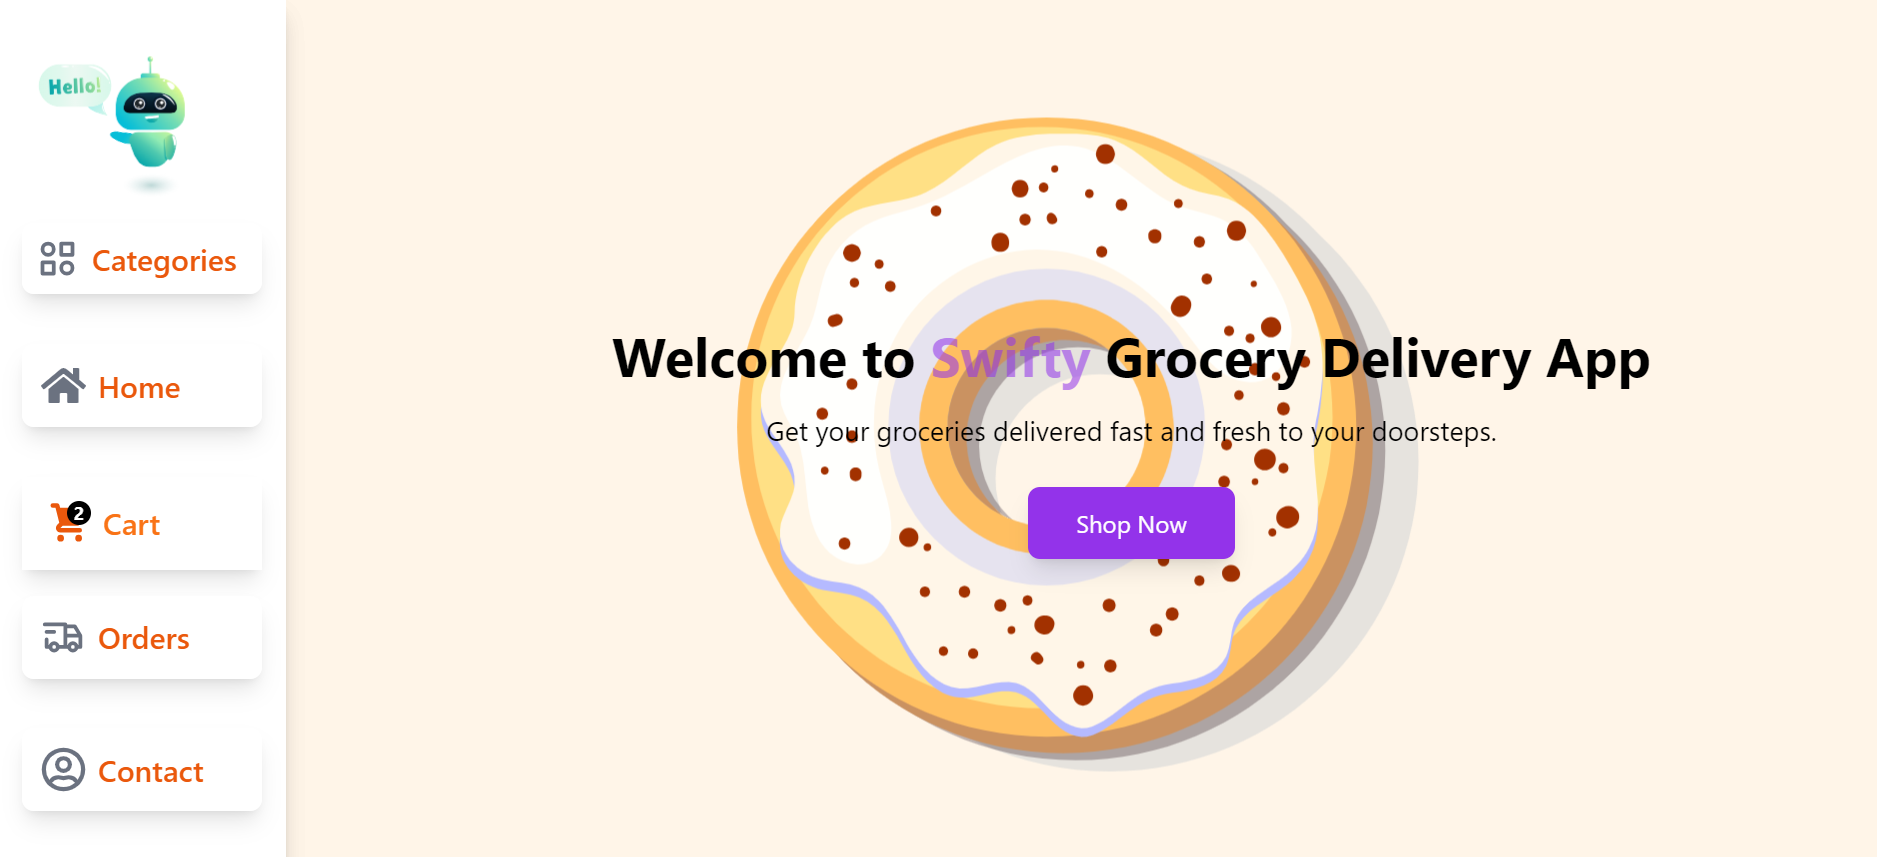 Hello!
Categories
Home
2
Cart
Orders
Contact
Welcome to Swifty Grocery Delivery App
Get your groceries delivered fast and fresh to your doorsteps.
Shop Now